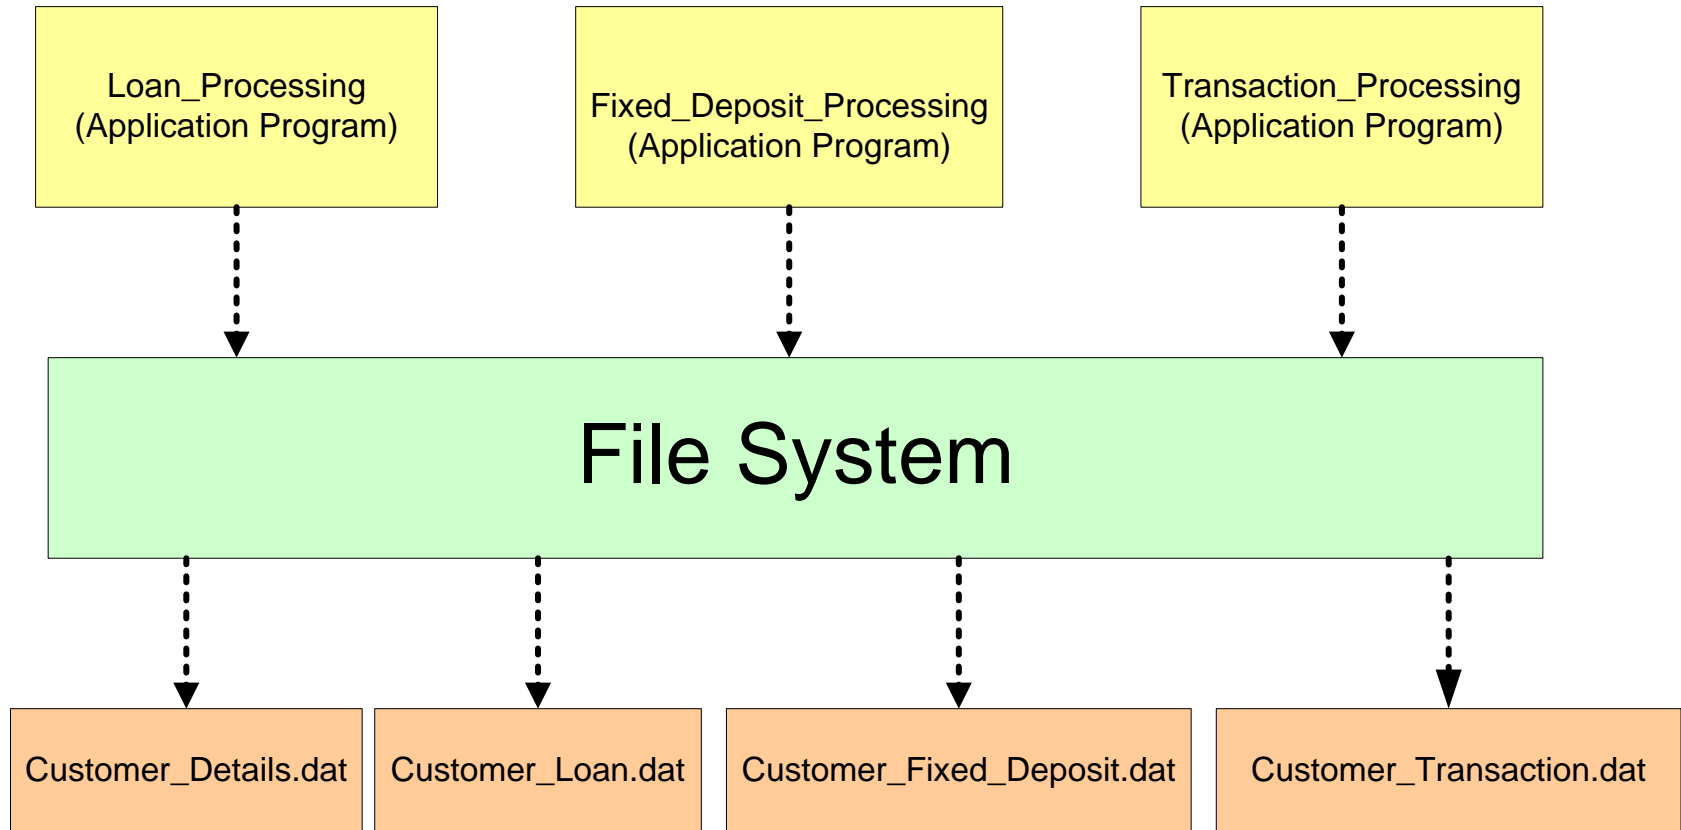 Loan_Processing
(Application Program)
Fixed_Deposit_Processing
(Application Program)
Transaction_Processing
(Application Program)
File System
Customer_Details.dat
Customer_Loan.dat
Customer_Fixed_Deposit.dat
Customer_Transaction.dat